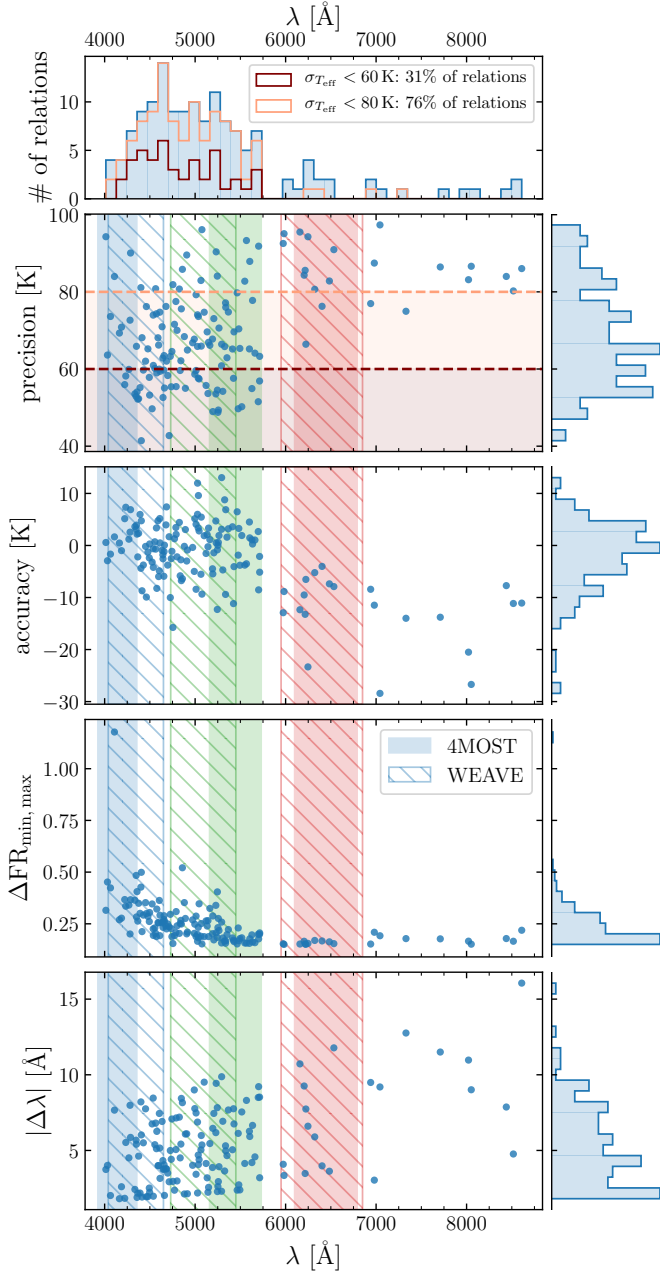 λ [Å]
4000 5000 6000 7000 8000
# of relations
10
5
0
σ_Teff < 60 K: 31% of relations
σ_Teff < 80 K: 76% of relations
precision [K]
100
80
60
40
accuracy [K]
10
0
−10
−20
−30
ΔFR_min, max
1.00
0.75
0.50
0.25
4MOST
WEAVE
|Δλ| [Å]
15
10
5
4000 5000 6000 7000 8000
λ [Å]